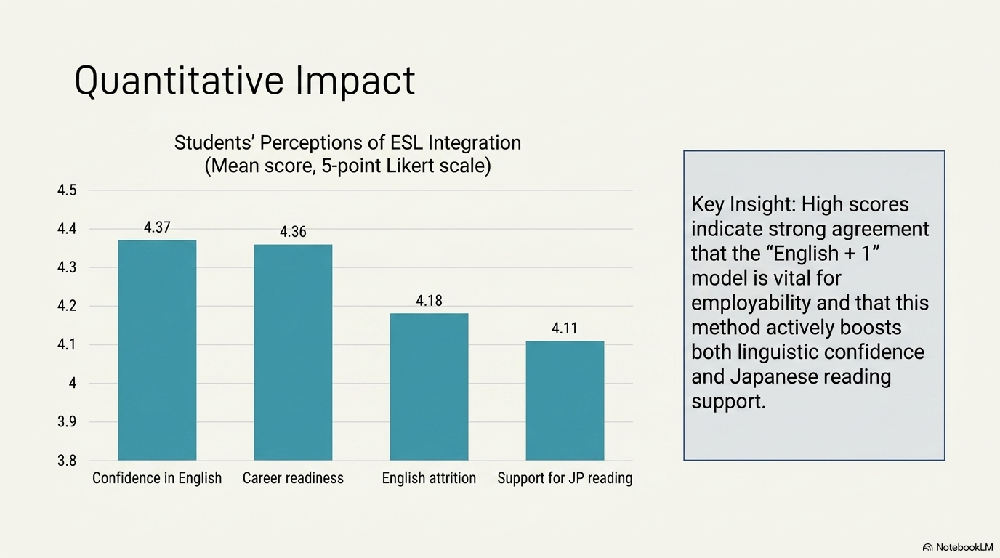 Quantitative Impact
Students’ Perceptions of ESL Integration
(Mean score, 5-point Likert scale)
4.5
4.4
4.3
4.2
4.1
4
3.9
3.8
4.37
4.36
4.18
4.11
Confidence in English
Career readiness
English attrition
Support for JP reading
Key Insight: High scores
indicate strong agreement
that the “English + 1”
model is vital for
employability and that this
method actively boosts
both linguistic confidence
and Japanese reading
support.
NotebookLM